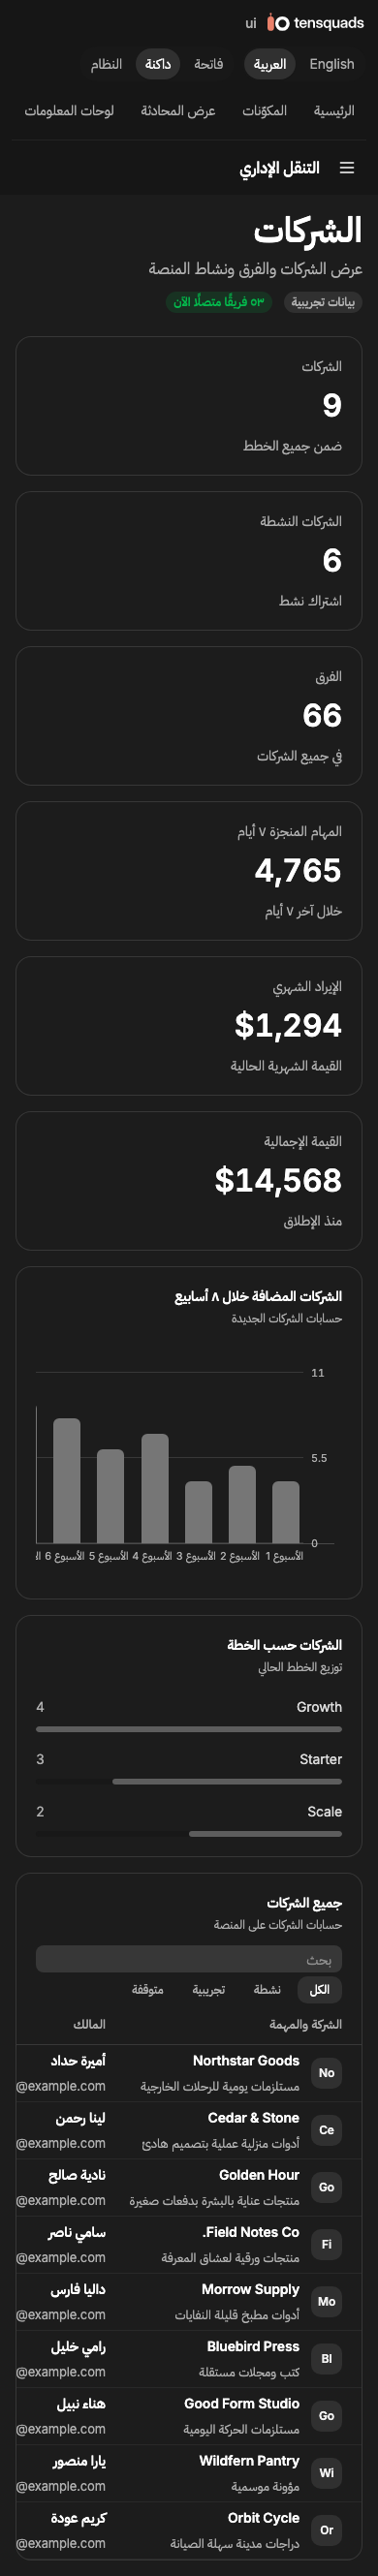 tensquads ui
English العربية فاتحة داكنة النظام
الرئيسية المكوّنات عرض المحادثة لوحات المعلومات
التنقل الإداري
الشركات
عرض الشركات والفرق ونشاط المنصة
بيانات تجريبية ٥٣ فريقًا متصلًا الآن
الشركات
9
ضمن جميع الخطط
الشركات النشطة
6
اشتراك نشط
الفرق
66
في جميع الشركات
المهام المنجزة ٧ أيام
4,765
خلال آخر ٧ أيام
الإيراد الشهري
$1,294
القيمة الشهرية الحالية
القيمة الإجمالية
$14,568
منذ الإطلاق
الشركات المضافة خلال ٨ أسابيع
حسابات الشركات الجديدة
11
5.5
0
الأسبوع 1 الأسبوع 2 الأسبوع 3 الأسبوع 4 الأسبوع 5 الأسبوع 6
الشركات حسب الخطة
توزيع الخطط الحالي
Growth 4
Starter 3
Scale 2
جميع الشركات
حسابات الشركات على المنصة
بحث
الكل نشطة تجريبية متوقفة
الشركة والمهمة المالك
No Northstar Goods أميرة حداد
مستلزمات يومية للرحلات الخارجية @example.com
Ce Cedar & Stone لينا رحمن
أدوات منزلية عملية بتصميم هادئ @example.com
Go Golden Hour نادية صالح
منتجات عناية بالبشرة بدفعات صغيرة @example.com
Fi Field Notes Co. سامي ناصر
منتجات ورقية لعشاق المعرفة @example.com
Mo Morrow Supply داليا فارس
أدوات مطبخ قليلة النفايات @example.com
Bl Bluebird Press رامي خليل
كتب ومجلات مستقلة @example.com
Go Good Form Studio هناء نبيل
مستلزمات الحركة اليومية @example.com
Wi Wildfern Pantry يارا منصور
مؤونة موسمية @example.com
Or Orbit Cycle كريم عودة
دراجات مدينة سهلة الصيانة @example.com